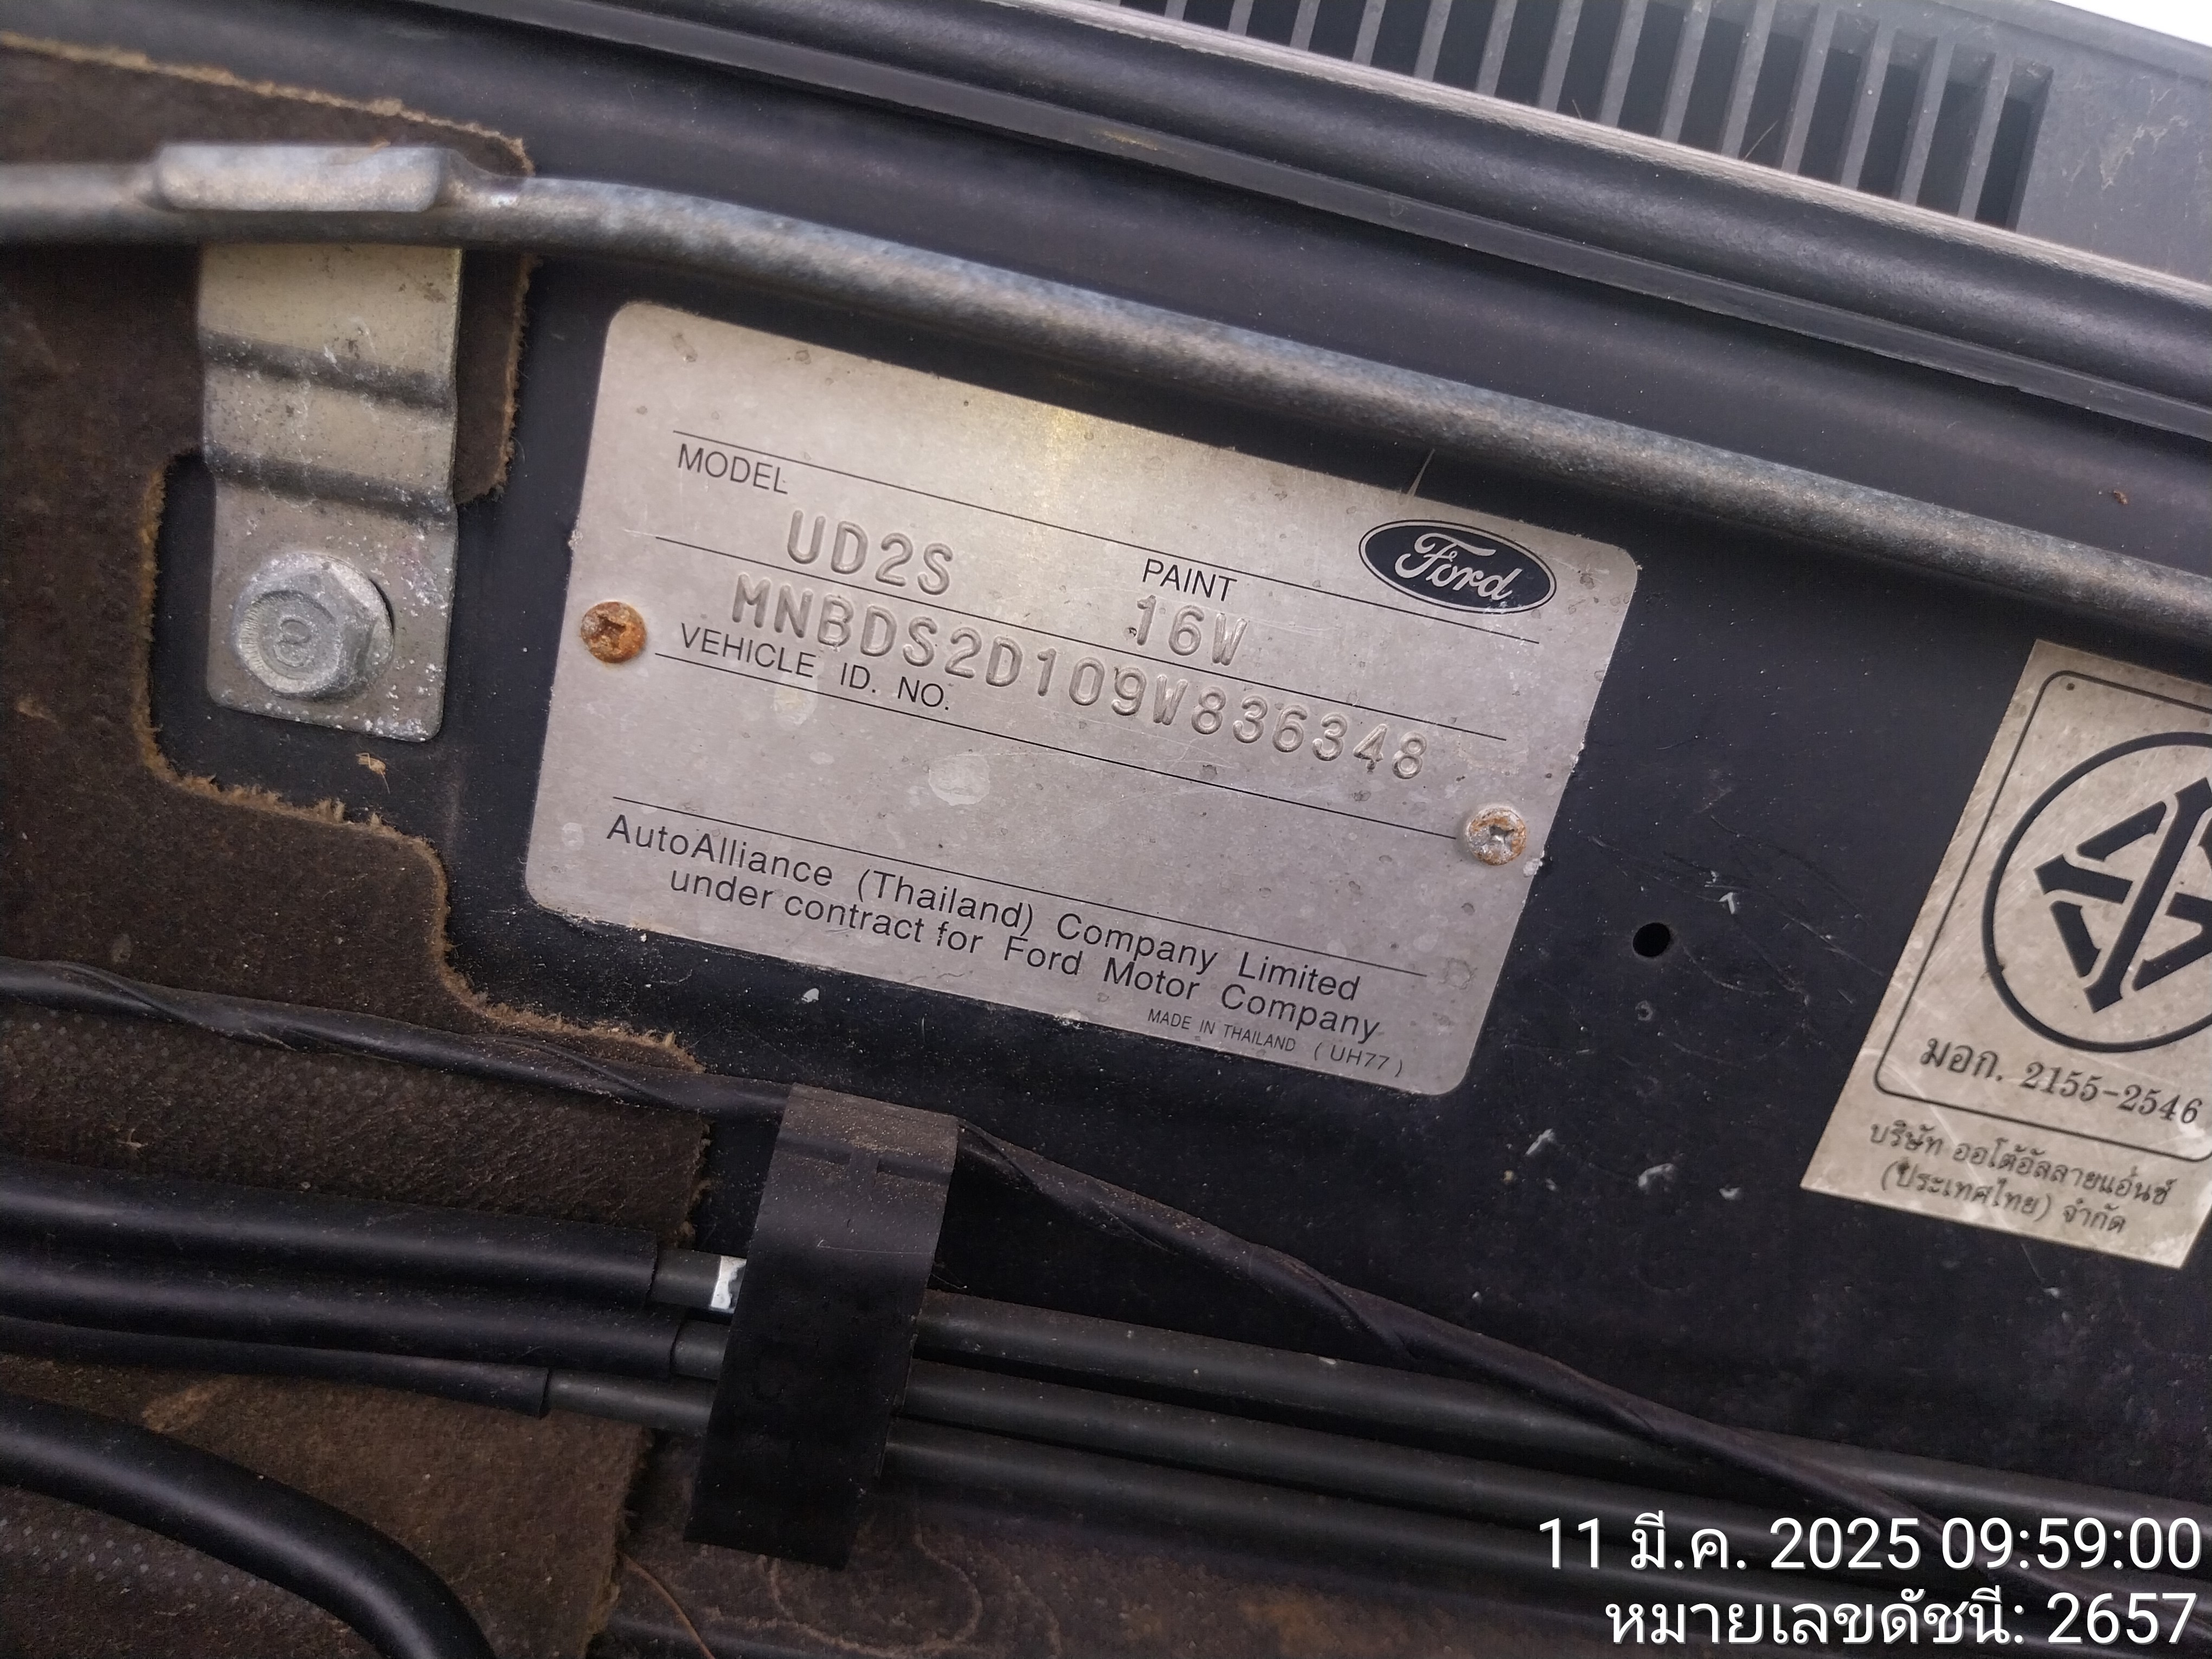 MODEL
UD2S
PAINT
16W
Ford
MNBDS2D109W836348
VEHICLE ID. NO.
AutoAlliance (Thailand) Company Limited
under contract for Ford Motor Company
MADE IN THAILAND (UH77)
มอก. 2155-2546
บริษัท ออโต้อัลลายแอ๊นซ์
(ประเทศไทย) จำกัด
11 มี.ค. 2025 09:59:00
หมายเลขดัชนี: 2657